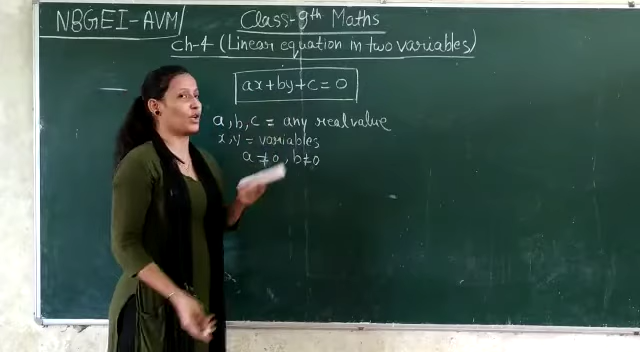 NBGEI-AVM/
Class-9th Maths
Ch-4 (Linear equation in two variables)
ax+by+c=0
a,b,c = any real value
x,y = variables
a≠0, b≠0